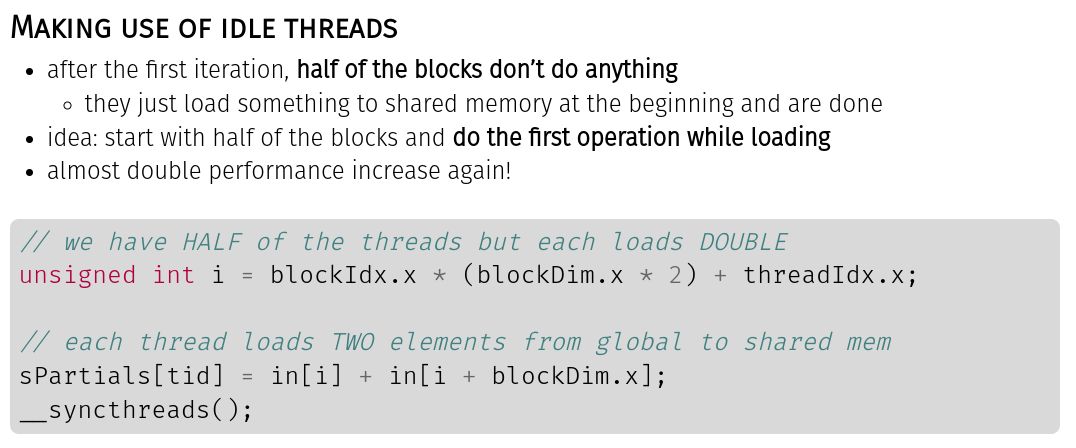 Making use of idle threads
• after the first iteration, half of the blocks don't do anything
◦ they just load something to shared memory at the beginning and are done
• idea: start with half of the blocks and do the first operation while loading
• almost double performance increase again!
// we have HALF of the threads but each loads DOUBLE
unsigned int i = blockIdx.x * (blockDim.x * 2) + threadIdx.x;
// each thread loads TWO elements from global to shared mem
sPartials[tid] = in[i] + in[i + blockDim.x];
__syncthreads();